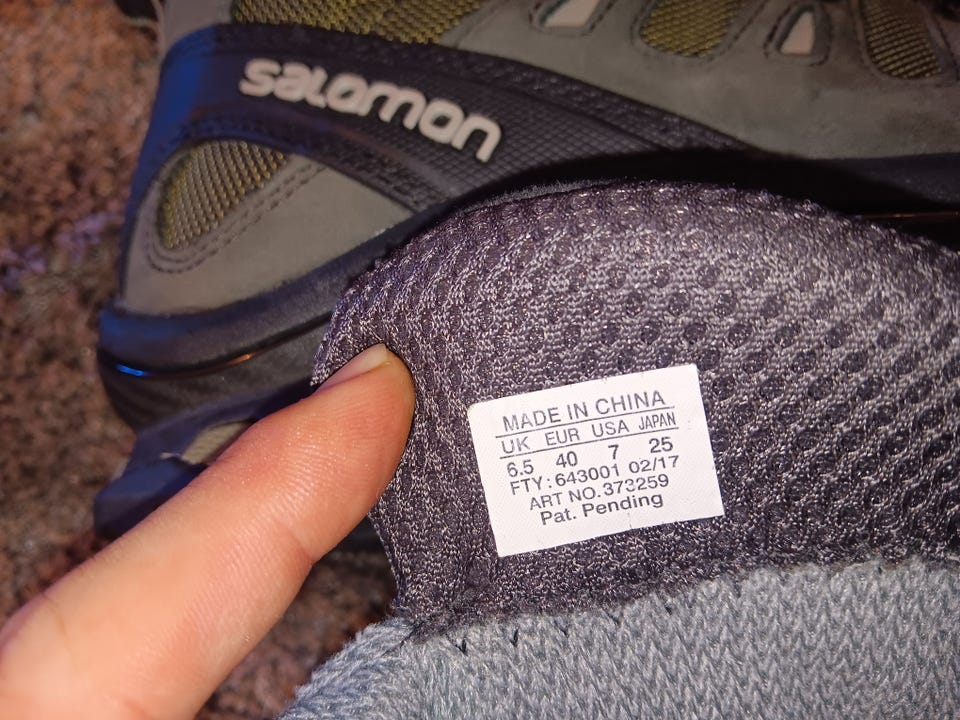 salomon
MADE IN CHINA
UK EUR USA JAPAN
6.5 40 7 25
FTY:643001 02/17
ART NO.373259
Pat. Pending